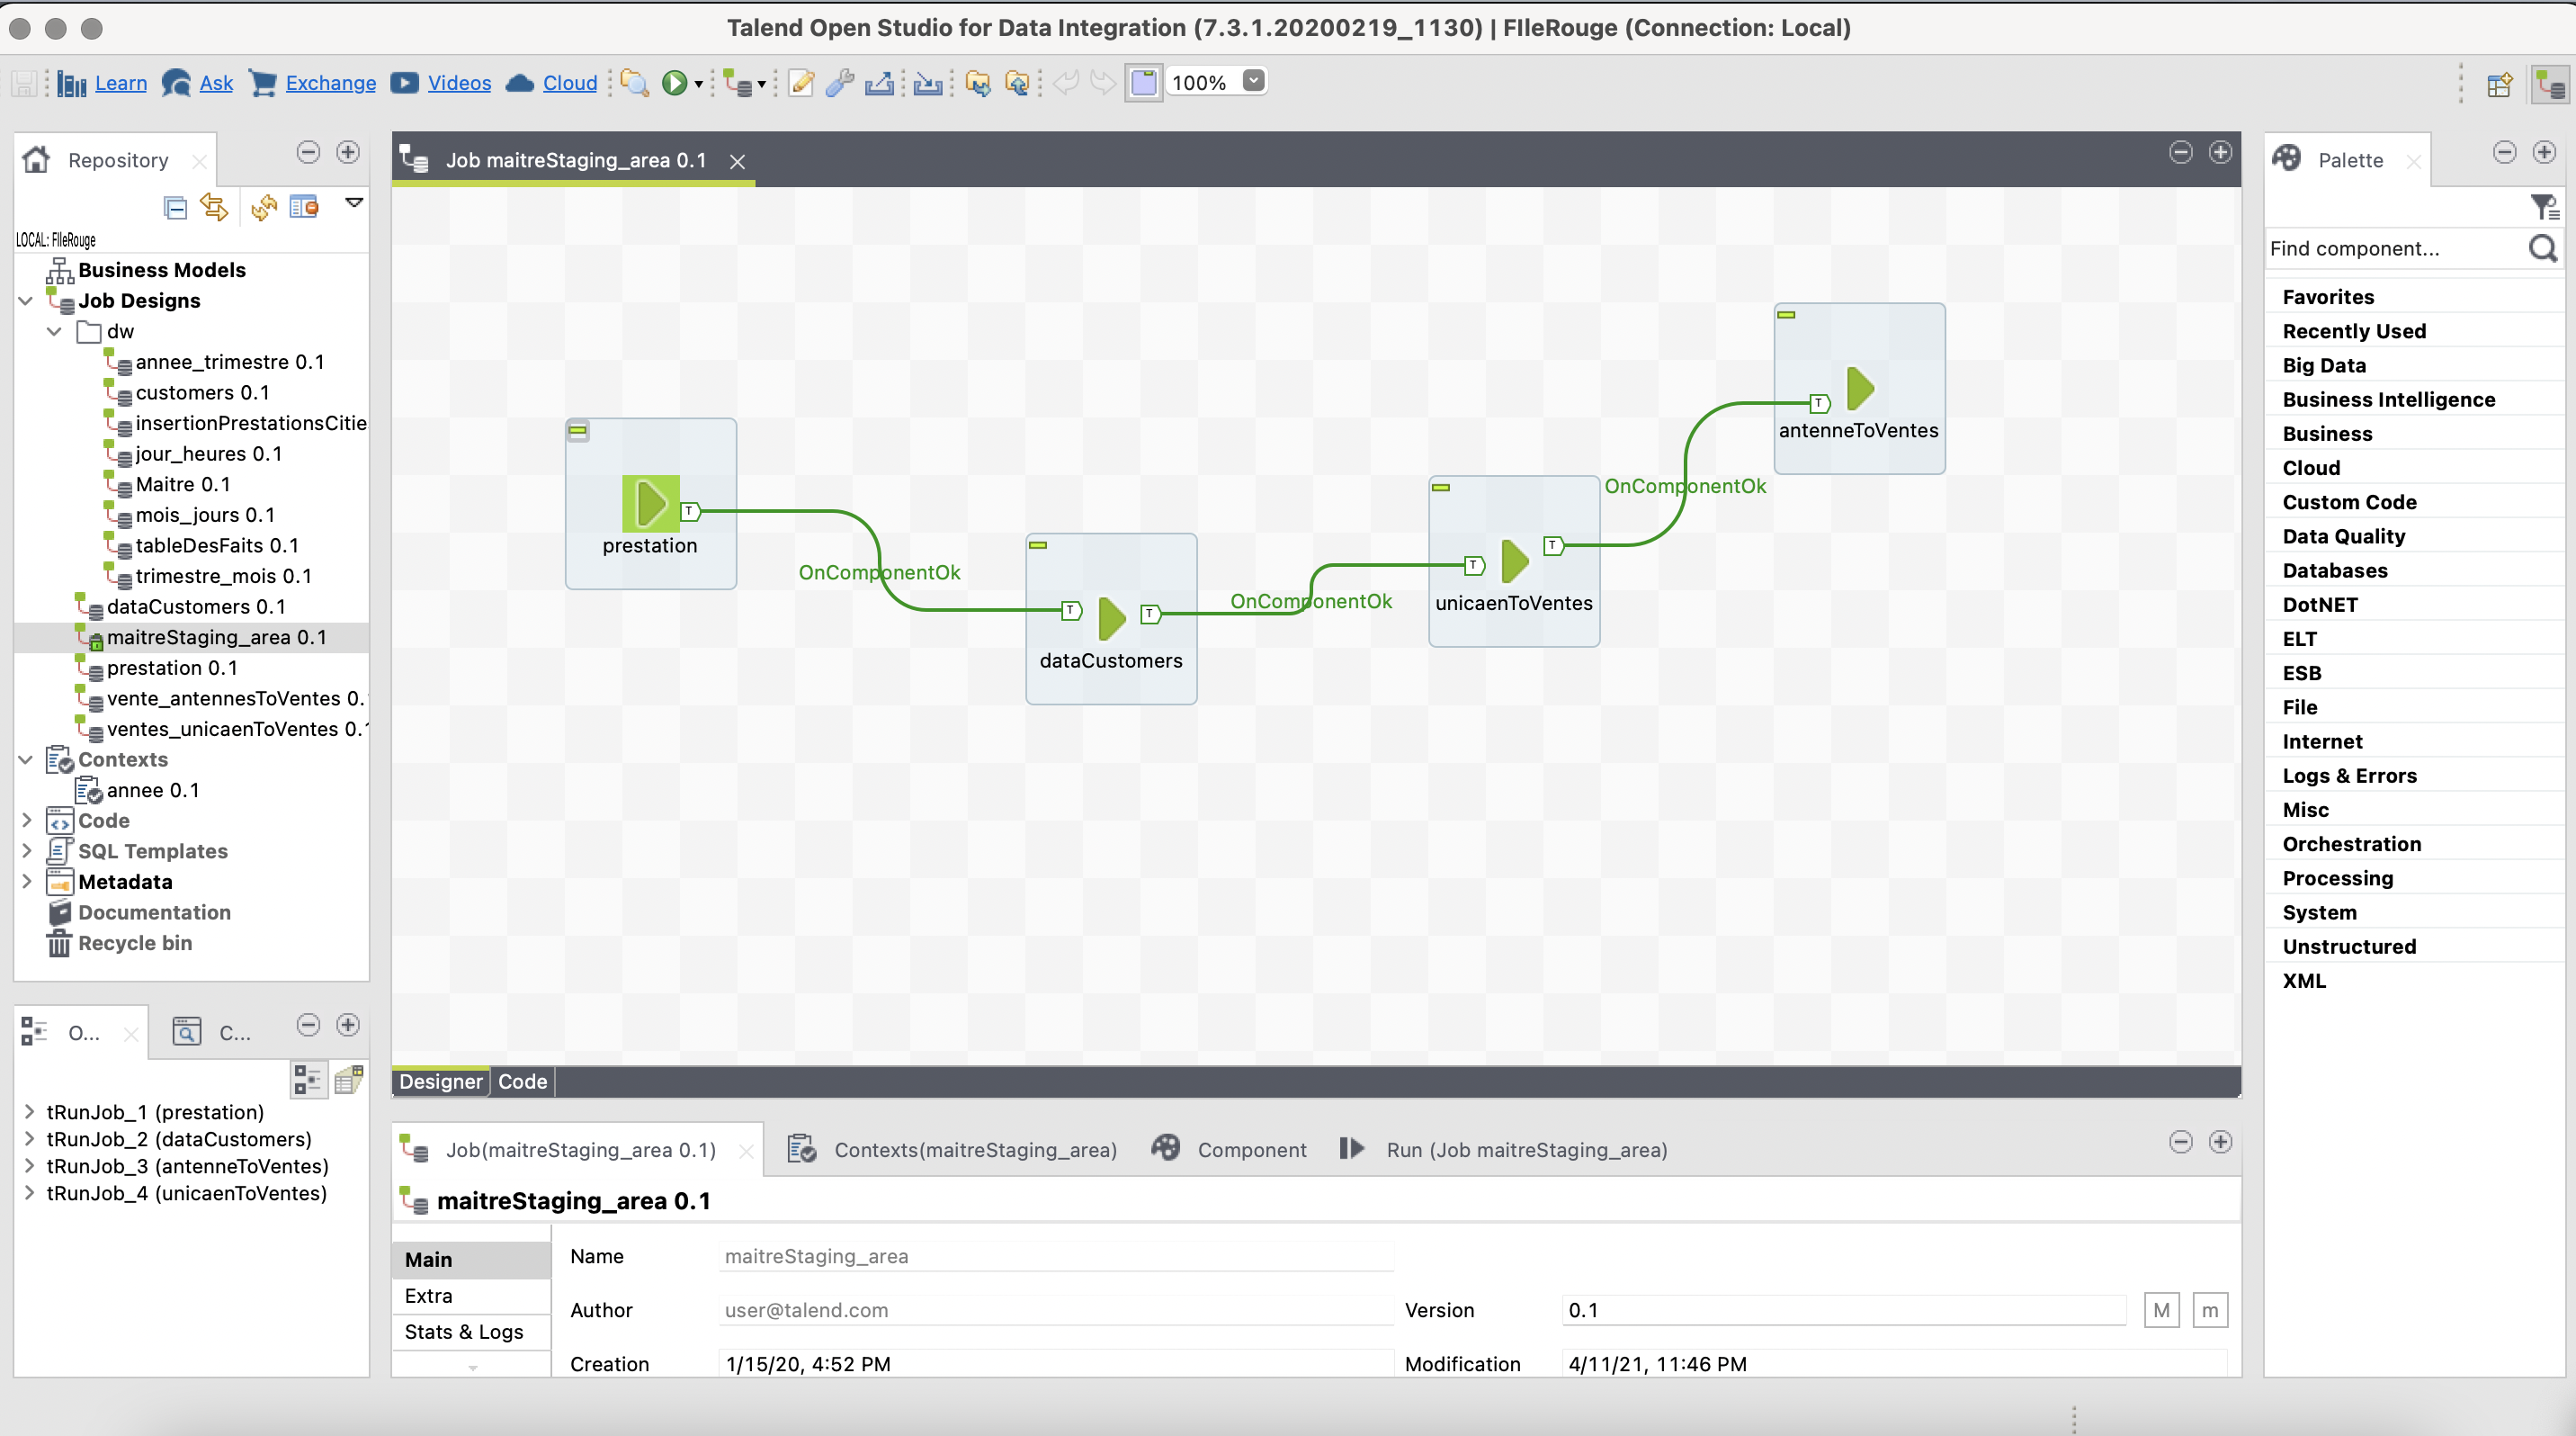 Talend Open Studio for Data Integration (7.3.1.20200219_1130) | FIleRouge (Connection: Local)
Learn Ask Exchange Videos Cloud 100%
Repository
LOCAL: FIleRouge
Business Models
Job Designs
dw
annee_trimestre 0.1
customers 0.1
insertionPrestationsCitie
jour_heures 0.1
Maitre 0.1
mois_jours 0.1
tableDesFaits 0.1
trimestre_mois 0.1
dataCustomers 0.1
maitreStaging_area 0.1
prestation 0.1
vente_antennesToVentes 0.
ventes_unicaenToVentes 0.1
Contexts
annee 0.1
Code
SQL Templates
Metadata
Documentation
Recycle bin
O... C...
tRunJob_1 (prestation)
tRunJob_2 (dataCustomers)
tRunJob_3 (antenneToVentes)
tRunJob_4 (unicaenToVentes)
Job maitreStaging_area 0.1
T
prestation
OnComponentOk
T T
dataCustomers
OnComponentOk
T T
unicaenToVentes
OnComponentOk
T
antenneToVentes
Designer Code
Job(maitreStaging_area 0.1) Contexts(maitreStaging_area) Component Run (Job maitreStaging_area)
maitreStaging_area 0.1
Main
Extra
Stats & Logs
Name maitreStaging_area
Author user@talend.com Version 0.1 M m
Creation 1/15/20, 4:52 PM Modification 4/11/21, 11:46 PM
Palette
Find component...
Favorites
Recently Used
Big Data
Business Intelligence
Business
Cloud
Custom Code
Data Quality
Databases
DotNET
ELT
ESB
File
Internet
Logs & Errors
Misc
Orchestration
Processing
System
Unstructured
XML